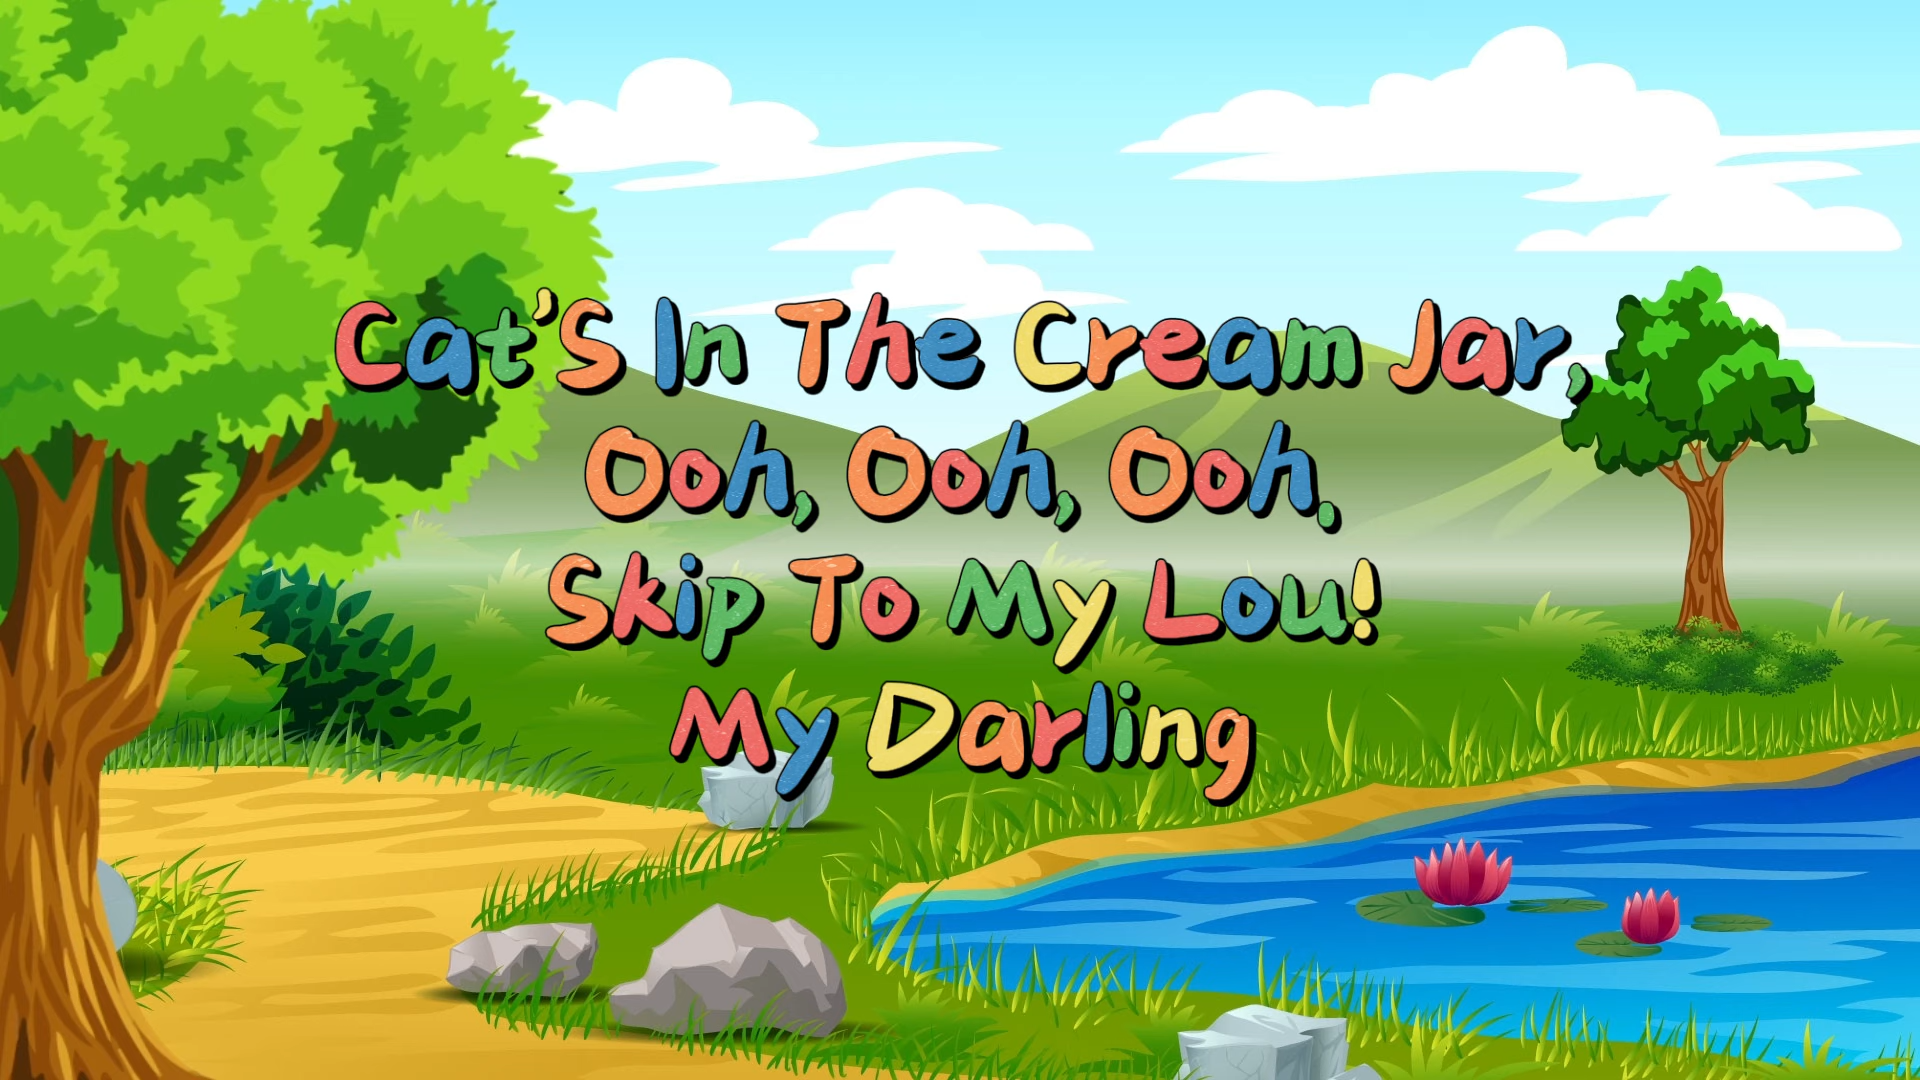 Cat'S In The Cream Jar,
Ooh, Ooh, Ooh,
Skip To My Lou!
My Darling